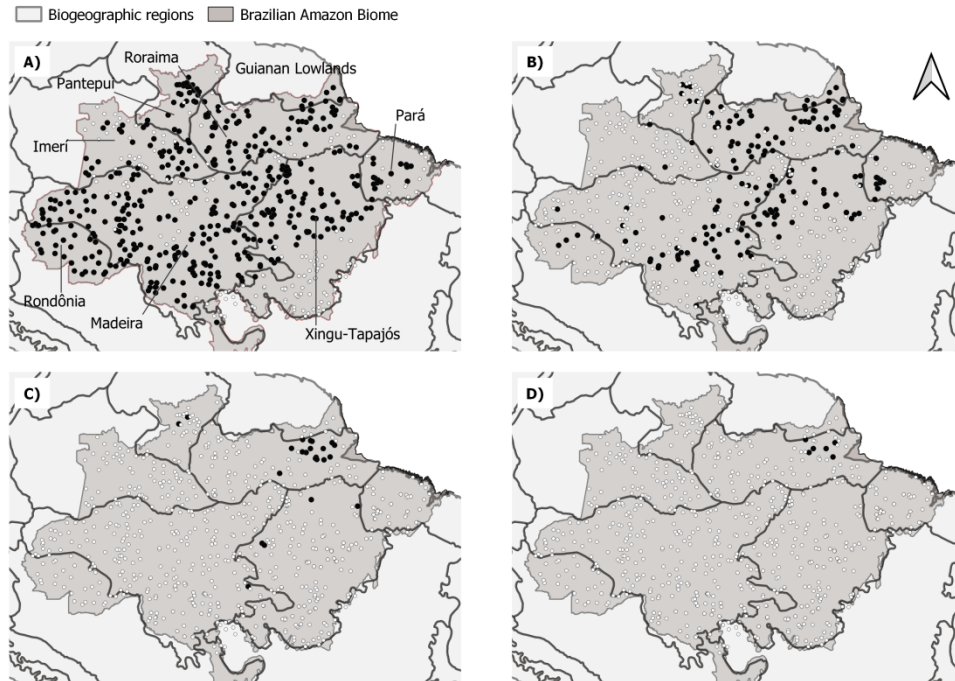 Biogeographic regions Brazilian Amazon Biome
A)
Roraima
Guianan Lowlands
Pantepui
Pará
Imerí
Rondônia
Madeira
Xingu-Tapajós
B)
C)
D)